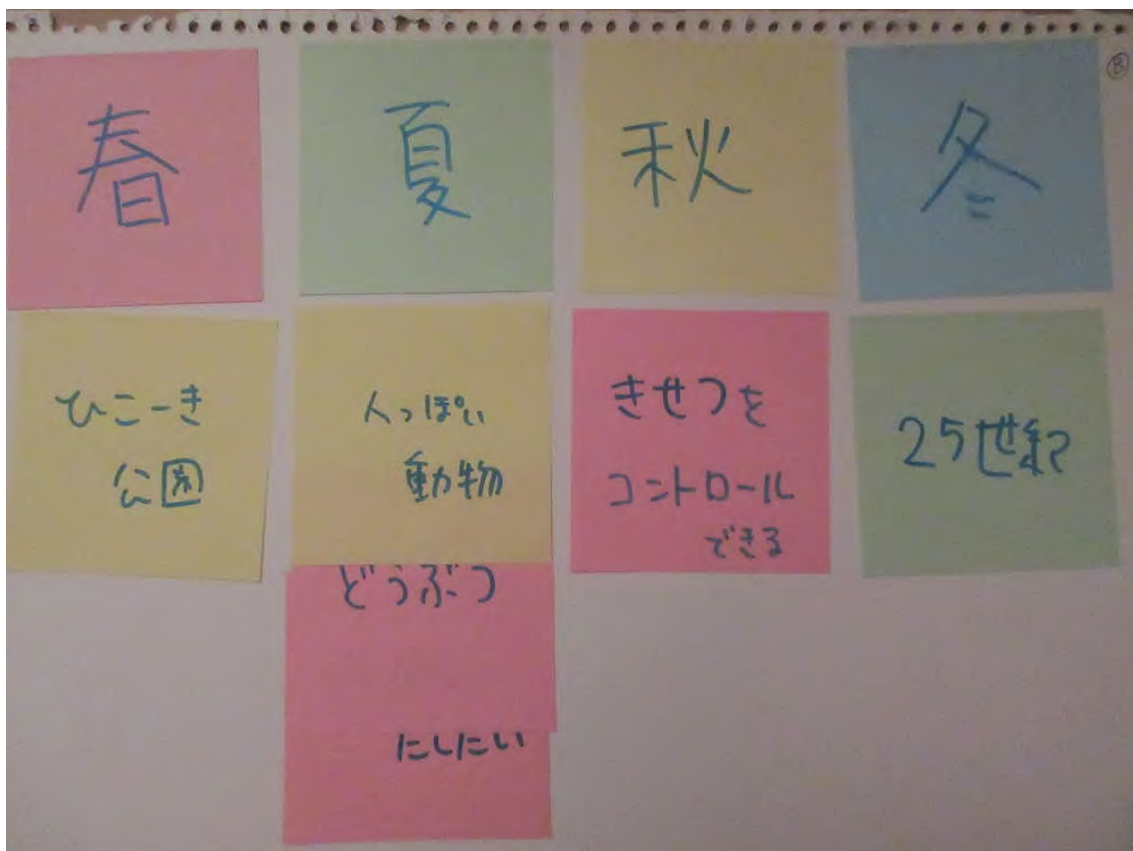 春
夏
秋
冬
Ⓑ
ひこーき
公園
人っぽい
動物
きせつを
コントロール
できる
25世紀
どうぶつ
にしたい